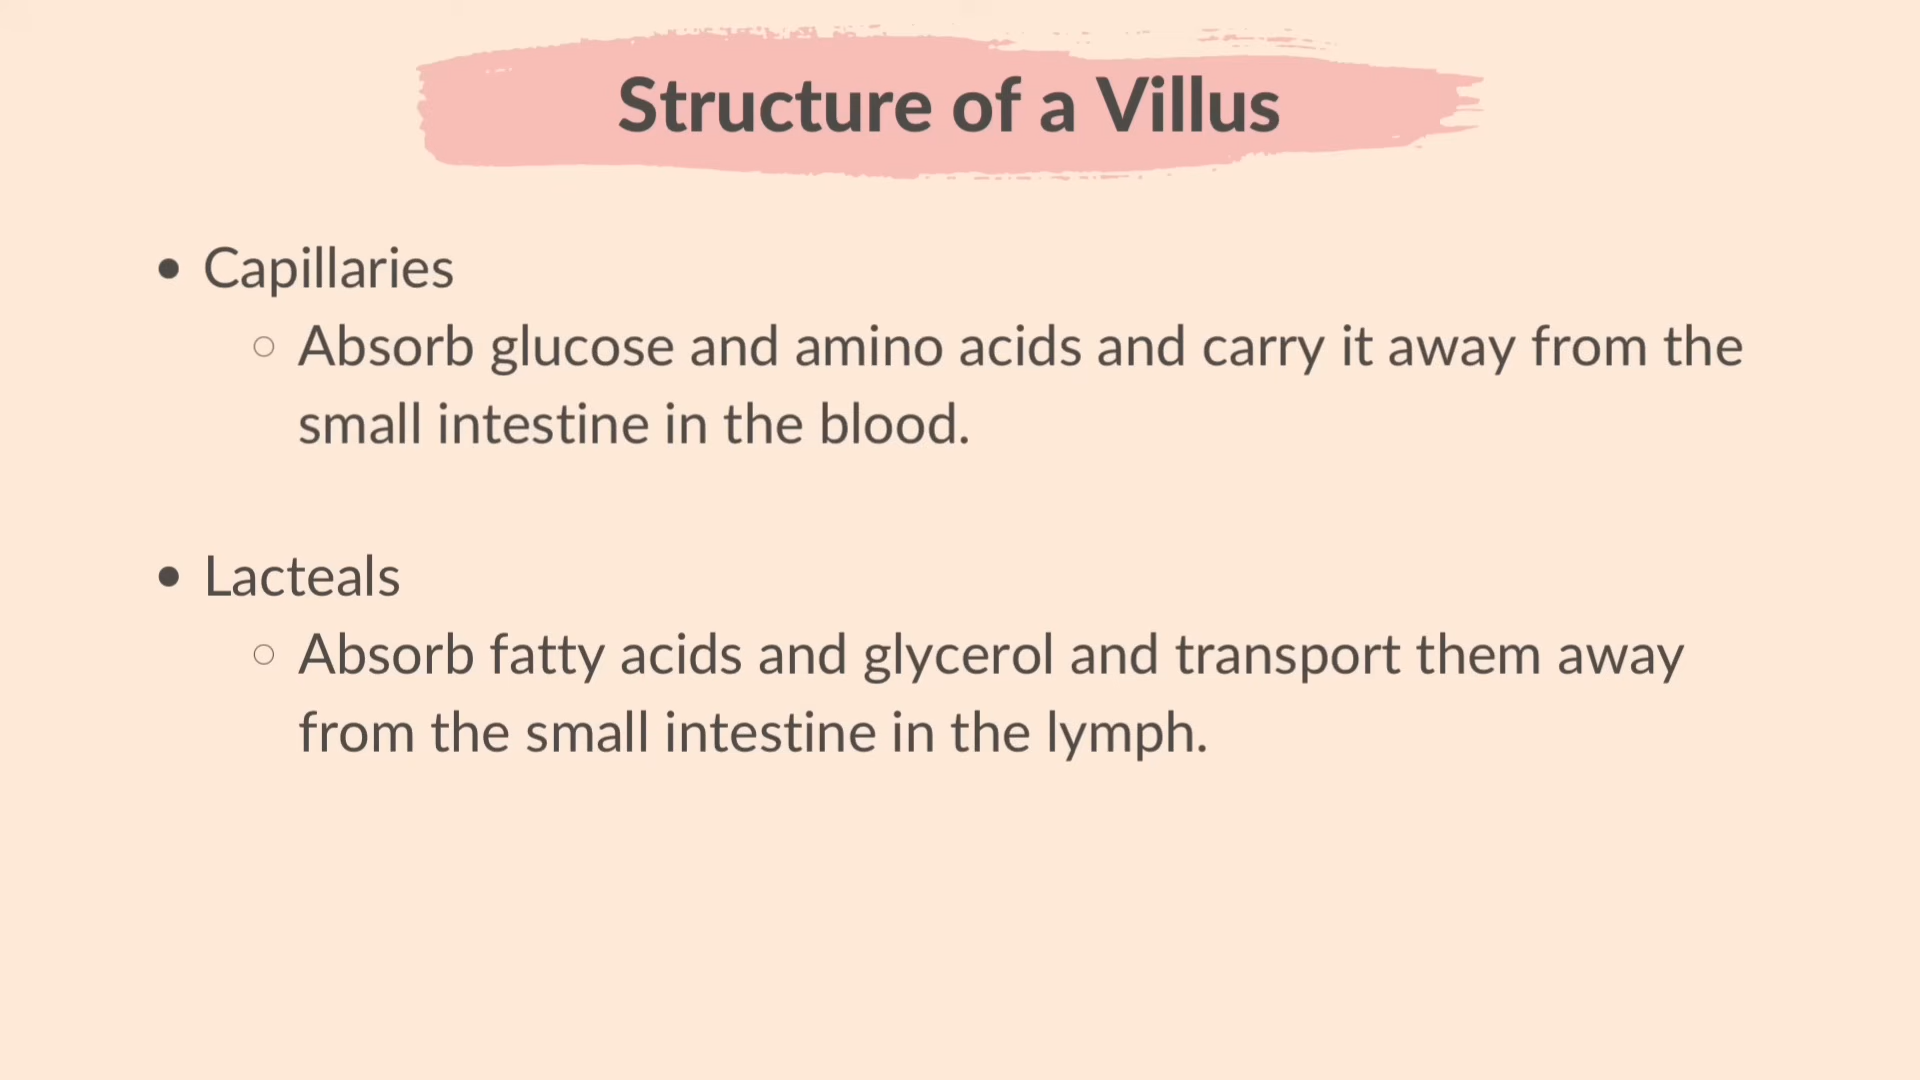 Structure of a Villus
• Capillaries
○ Absorb glucose and amino acids and carry it away from the
small intestine in the blood.
• Lacteals
○ Absorb fatty acids and glycerol and transport them away
from the small intestine in the lymph.